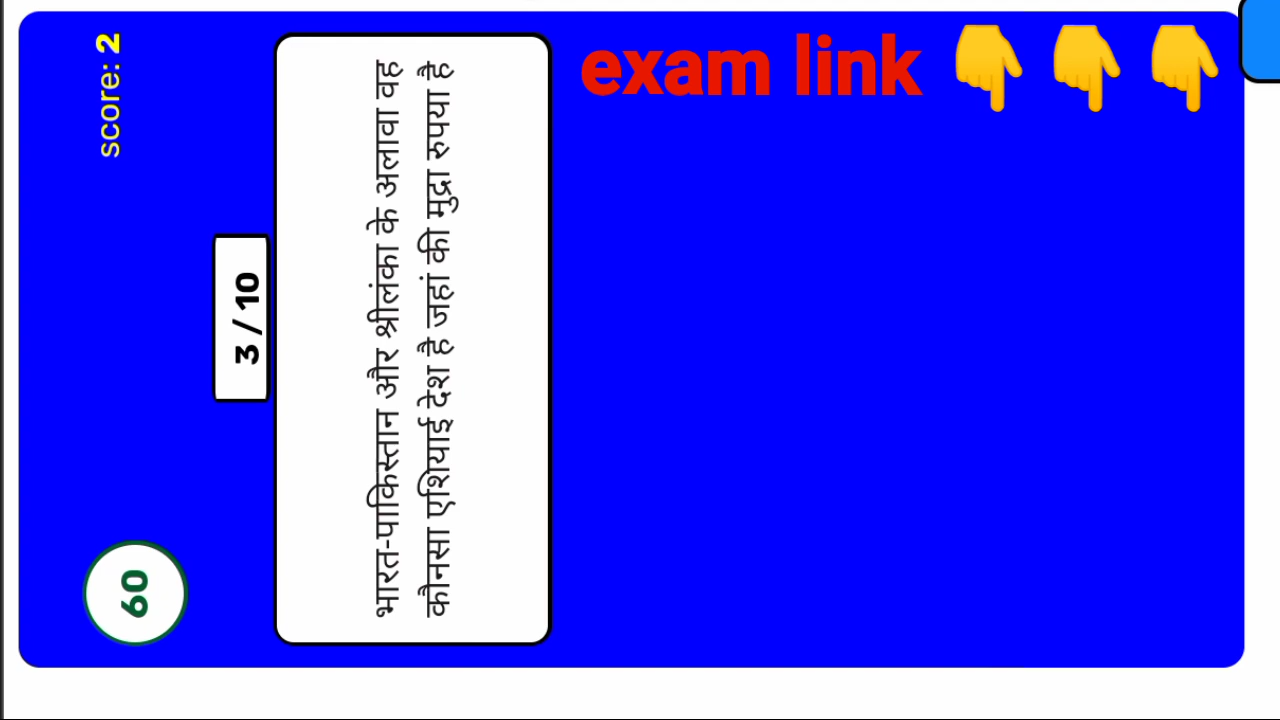 exam link 👇👇👇
60
score: 2
3 / 10
भारत-पाकिस्तान और श्रीलंका के अलावा वह
कौनसा एशियाई देश है जहां की मुद्रा रुपया है